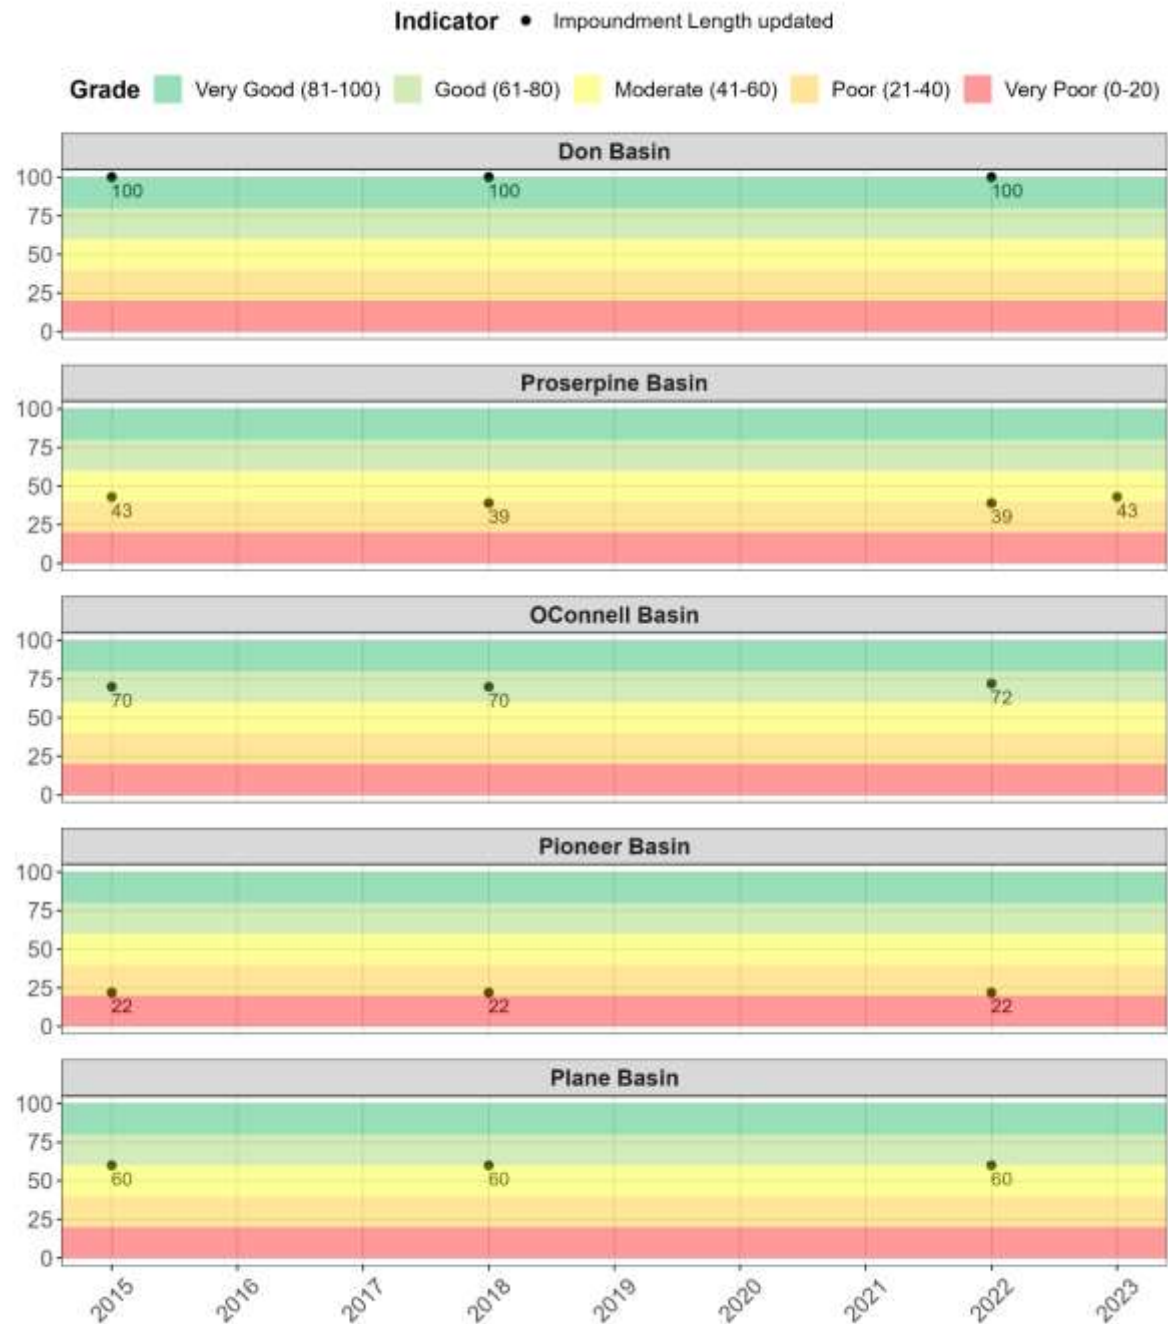 Indicator Impoundment Length updated
Grade Very Good (81-100) Good (61-80) Moderate (41-60) Poor (21-40) Very Poor (0-20)
Don Basin
100
75
50
25
0
100 100 100
Proserpine Basin
100
75
50
25
0
43 39 39 43
OConnell Basin
100
75
50
25
0
70 70 72
Pioneer Basin
100
75
50
25
0
22 22 22
Plane Basin
100
75
50
25
0
60 60 60
2015 2016 2017 2018 2019 2020 2021 2022 2023